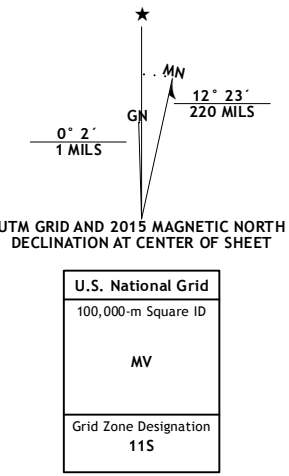 ★
MN
GN
12° 23´
220 MILS
0° 2´
1 MILS
UTM GRID AND 2015 MAGNETIC NORTH
DECLINATION AT CENTER OF SHEET
U.S. National Grid
100,000-m Square ID
MV
Grid Zone Designation
11S